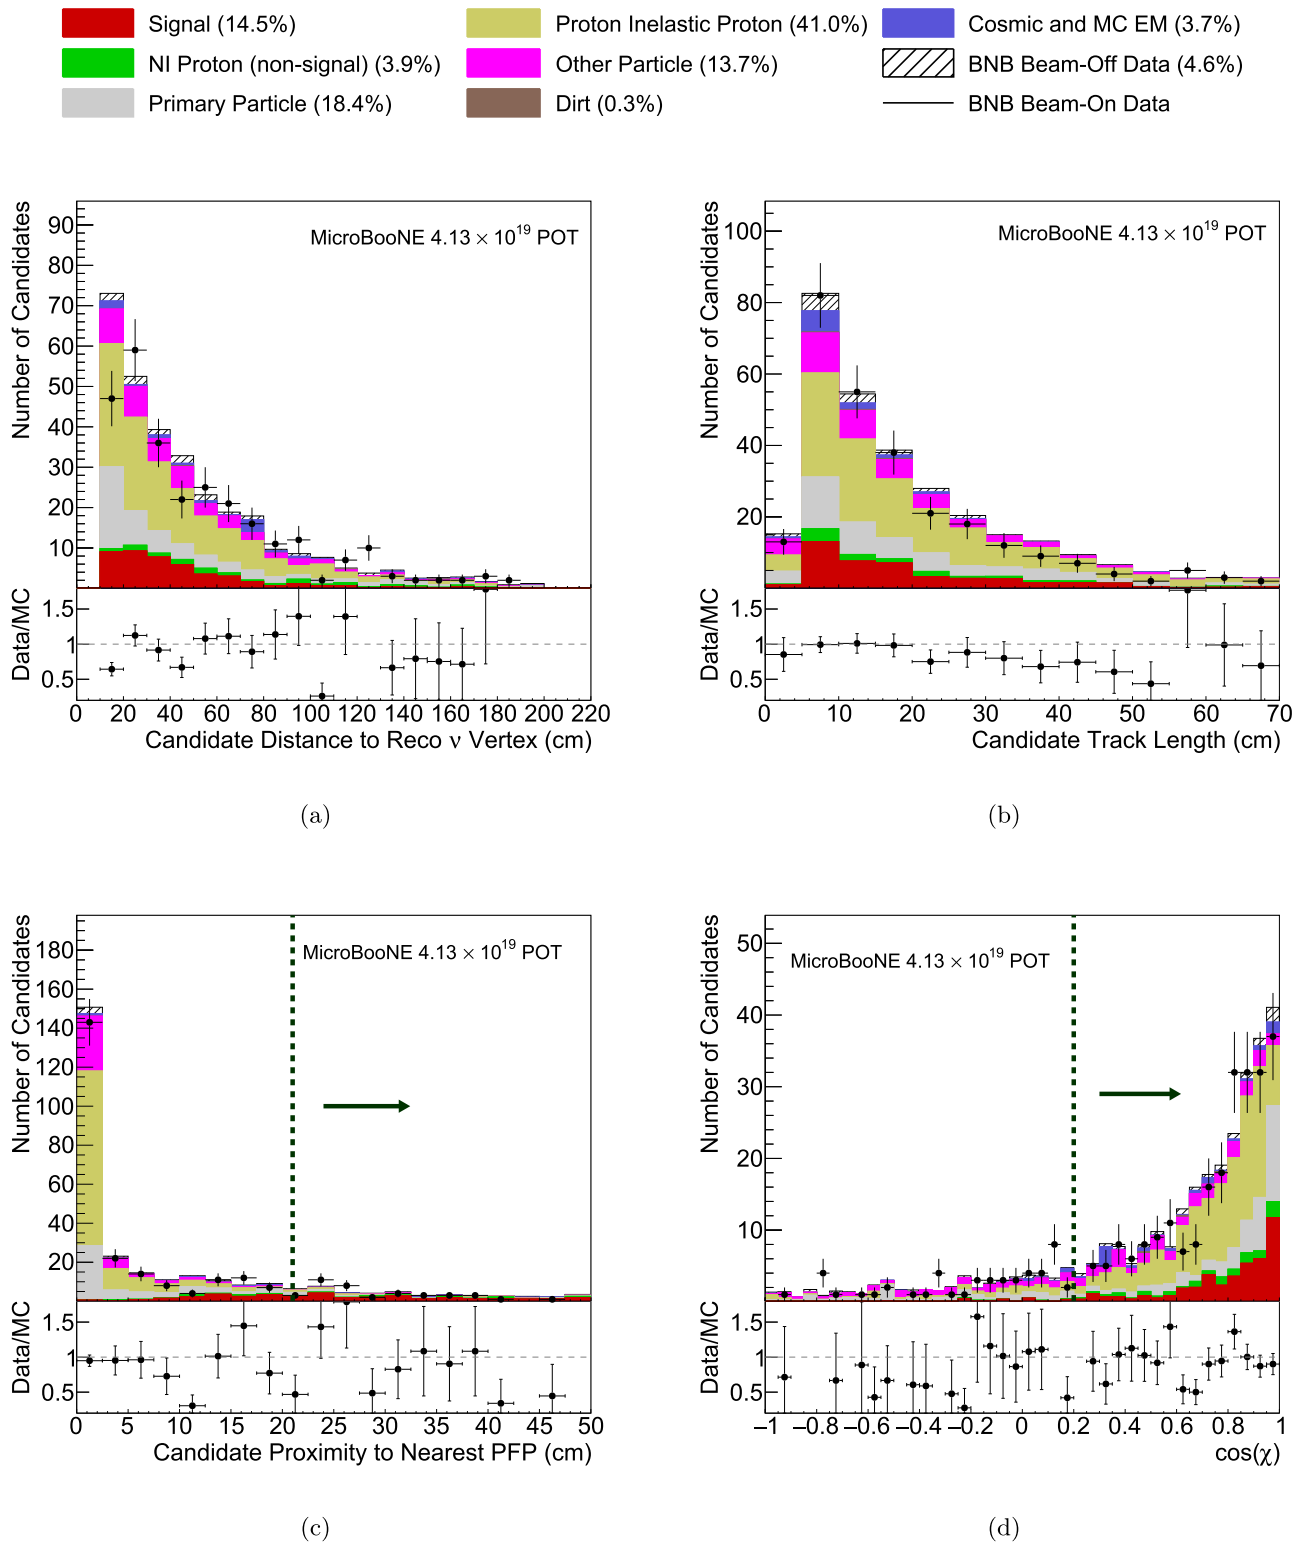 Signal (14.5%)
Proton Inelastic Proton (41.0%)
Cosmic and MC EM (3.7%)
NI Proton (non-signal) (3.9%)
Other Particle (13.7%)
BNB Beam-Off Data (4.6%)
Primary Particle (18.4%)
Dirt (0.3%)
BNB Beam-On Data
Number of Candidates
90
80
70
60
50
40
30
20
10
MicroBooNE 4.13 × 10¹⁹ POT
Data/MC
1.5
1
0.5
0 20 40 60 80 100 120 140 160 180 200 220
Candidate Distance to Reco ν Vertex (cm)
(a)
Number of Candidates
100
80
60
40
20
MicroBooNE 4.13 × 10¹⁹ POT
Data/MC
1.5
1
0.5
0 10 20 30 40 50 60 70
Candidate Track Length (cm)
(b)
Number of Candidates
180
160
140
120
100
80
60
40
20
MicroBooNE 4.13 × 10¹⁹ POT
Data/MC
1.5
1
0.5
0 5 10 15 20 25 30 35 40 45 50
Candidate Proximity to Nearest PFP (cm)
(c)
Number of Candidates
50
40
30
20
10
MicroBooNE 4.13 × 10¹⁹ POT
Data/MC
1.5
1
0.5
−1 −0.8 −0.6 −0.4 −0.2 0 0.2 0.4 0.6 0.8 1
cos(χ)
(d)